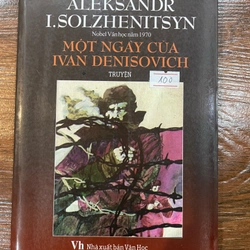 ALEKSANDR
I.SOLZHENITSYN
Nobel Văn học năm 1970
MỘT NGÀY CỦA
IVAN DENISOVICH
TRUYỆN
100
Vh Nhà xuất bản Văn Học